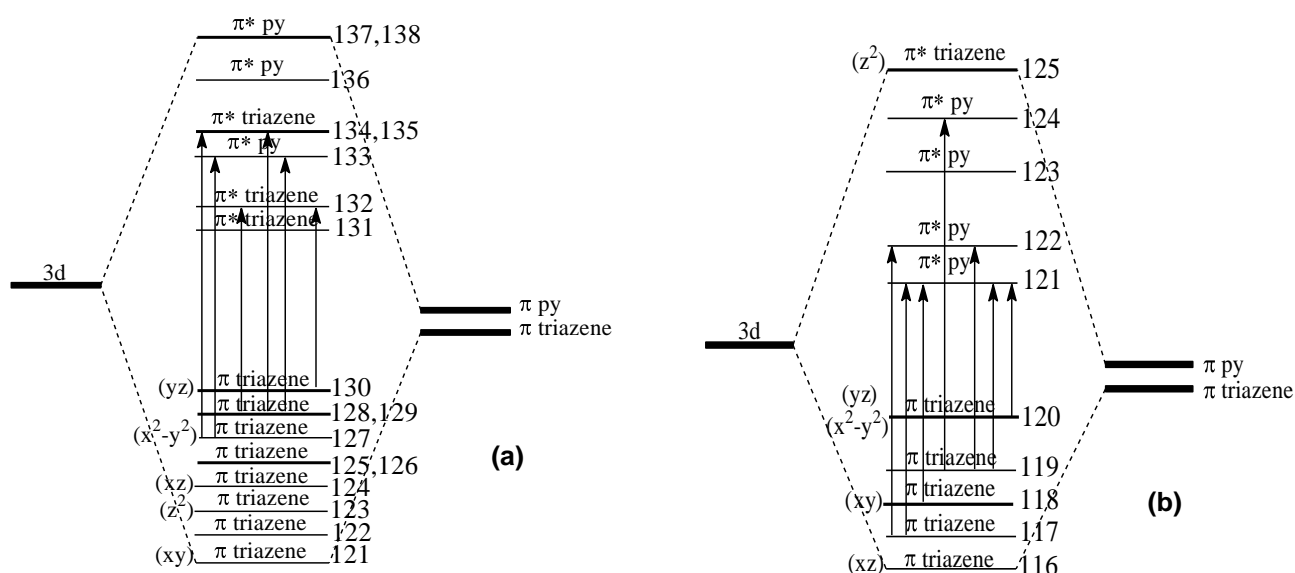 π* py 137,138
π* py 136
π* triazene 134,135
π* py 133
π* triazene 132
π* triazene 131
3d
π py
π triazene
(yz) π triazene 130
π triazene 128,129
(x²-y²) π triazene 127
π triazene 125,126
(xz) π triazene 124
(z²) π triazene 123
π triazene 122
(xy) π triazene 121
(a)
(z²) π* triazene 125
π* py 124
π* py 123
π* py 122
π* py 121
3d
π py
π triazene
(yz)
(x²-y²) π triazene 120
π triazene 119
(xy) π triazene 118
π triazene 117
(xz) π triazene 116
(b)